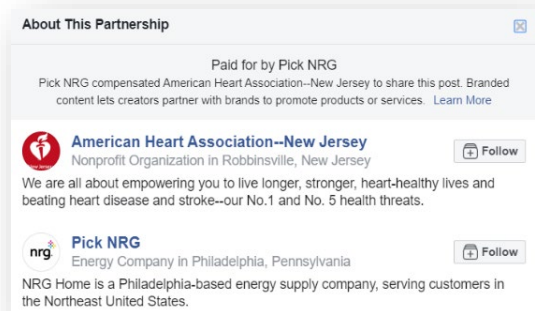 About This Partnership
Paid for by Pick NRG
Pick NRG compensated American Heart Association--New Jersey to share this post. Branded
content lets creators partner with brands to promote products or services. Learn More
American Heart Association--New Jersey
Follow
Nonprofit Organization in Robbinsville, New Jersey
We are all about empowering you to live longer, stronger, heart-healthy lives and
beating heart disease and stroke--our No.1 and No. 5 health threats.
nrg
Pick NRG
Follow
Energy Company in Philadelphia, Pennsylvania
NRG Home is a Philadelphia-based energy supply company, serving customers in
the Northeast United States.